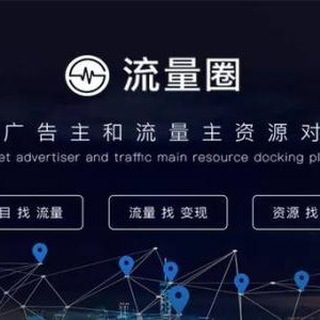 流量圈
广告主和流量主资源对
et advertiser and traffic main resource docking pl
目 找 流量
流量 找 变现
资源 找